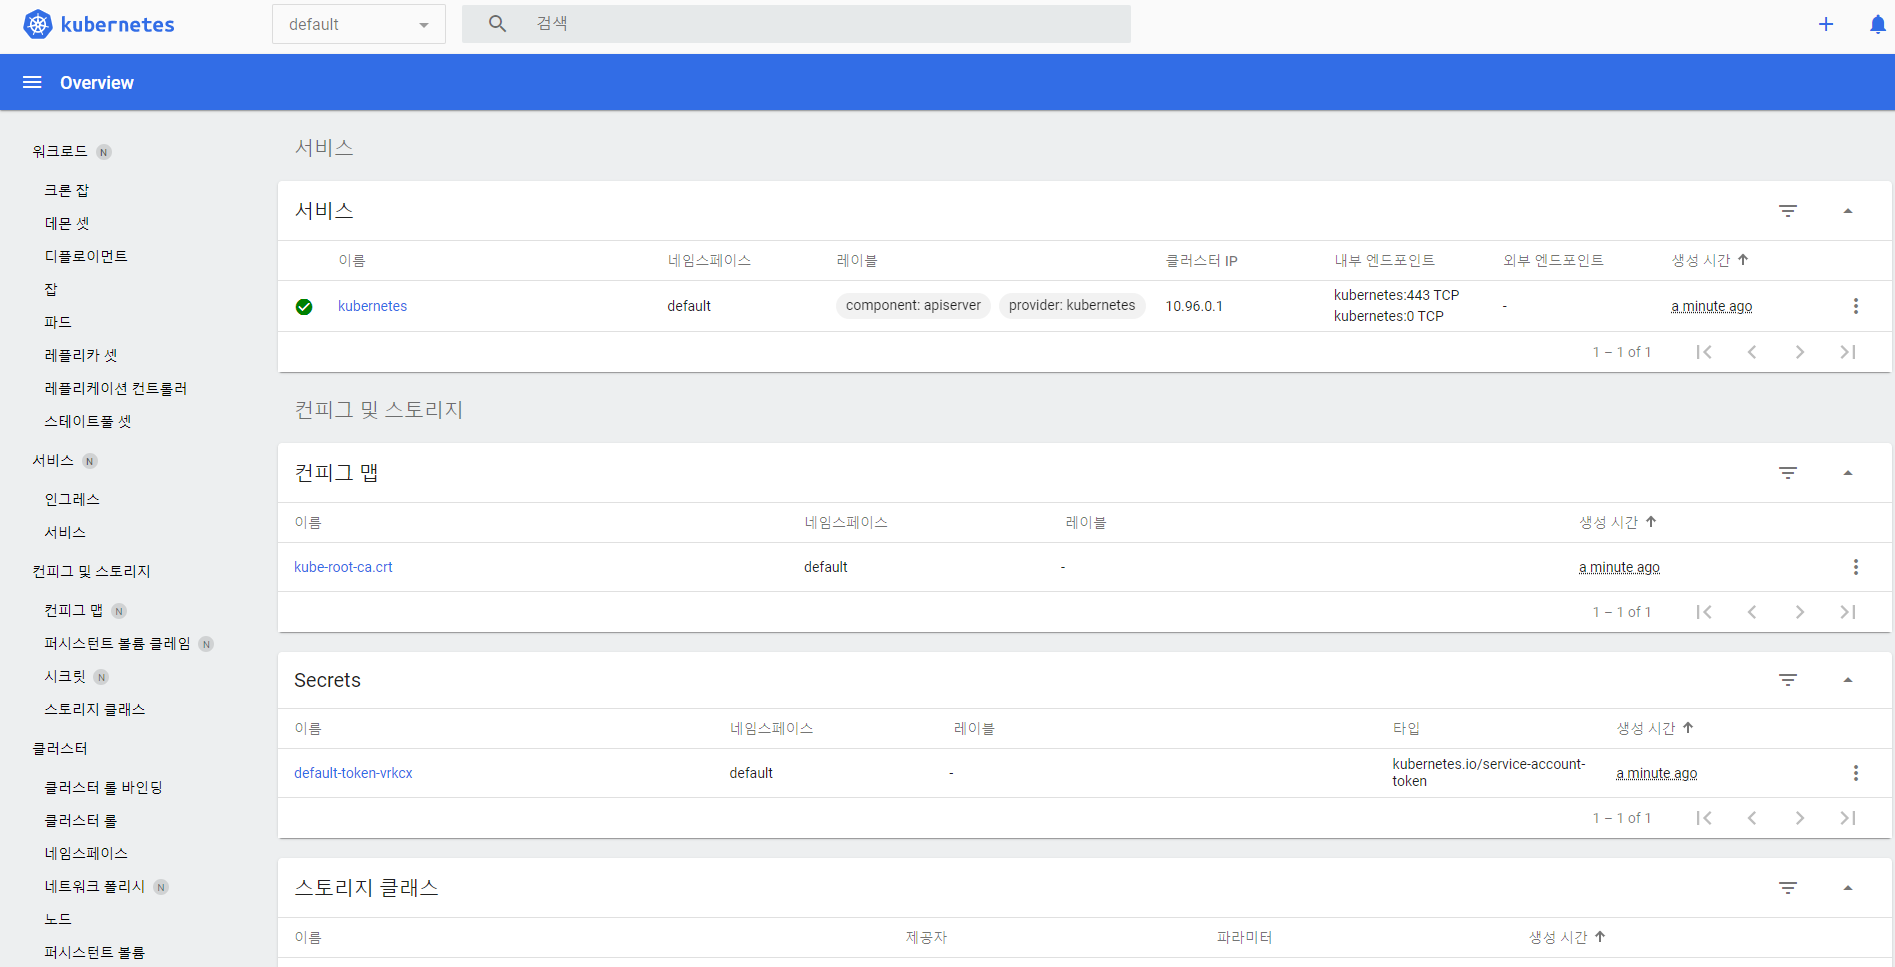 kubernetes
default
검색
Overview
워크로드 N
크론 잡
데몬 셋
디플로이먼트
잡
파드
레플리카 셋
레플리케이션 컨트롤러
스테이트풀 셋
서비스 N
인그레스
서비스
컨피그 및 스토리지
컨피그 맵 N
퍼시스턴트 볼륨 클레임 N
시크릿 N
스토리지 클래스
클러스터
클러스터 롤 바인딩
클러스터 롤
네임스페이스
네트워크 폴리시 N
노드
퍼시스턴트 볼륨
서비스
서비스
이름 네임스페이스 레이블 클러스터 IP 내부 엔드포인트 외부 엔드포인트 생성 시간
kubernetes default component: apiserver provider: kubernetes 10.96.0.1 kubernetes:443 TCP - a minute ago
kubernetes:0 TCP
1 – 1 of 1
컨피그 및 스토리지
컨피그 맵
이름 네임스페이스 레이블 생성 시간
kube-root-ca.crt default - a minute ago
1 – 1 of 1
Secrets
이름 네임스페이스 레이블 타입 생성 시간
default-token-vrkcx default - kubernetes.io/service-account- a minute ago
token
1 – 1 of 1
스토리지 클래스
이름 제공자 파라미터 생성 시간